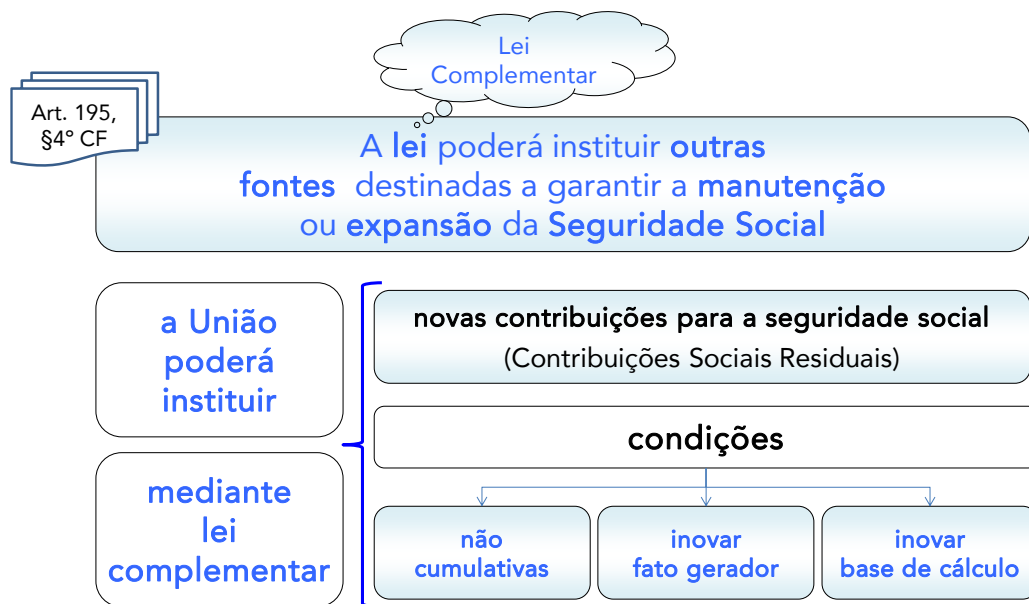 Lei
Complementar
Art. 195,
§4º CF
A lei poderá instituir outras
fontes destinadas a garantir a manutenção
ou expansão da Seguridade Social
a União
poderá
instituir
mediante
lei
complementar
novas contribuições para a seguridade social
(Contribuições Sociais Residuais)
condições
não
cumulativas
inovar
fato gerador
inovar
base de cálculo